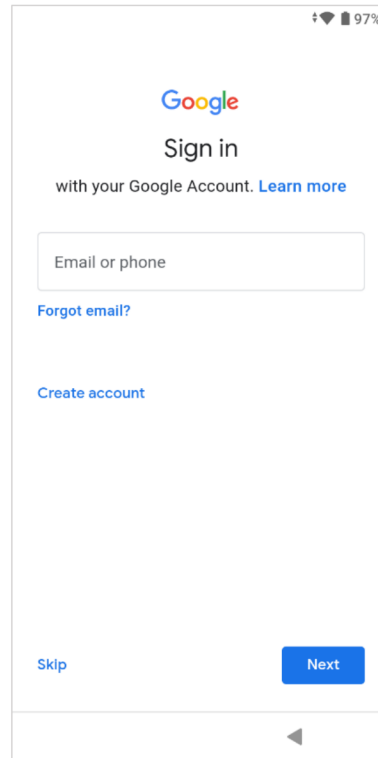 97%
Google
Sign in
with your Google Account. Learn more
Email or phone
Forgot email?
Create account
Skip
Next